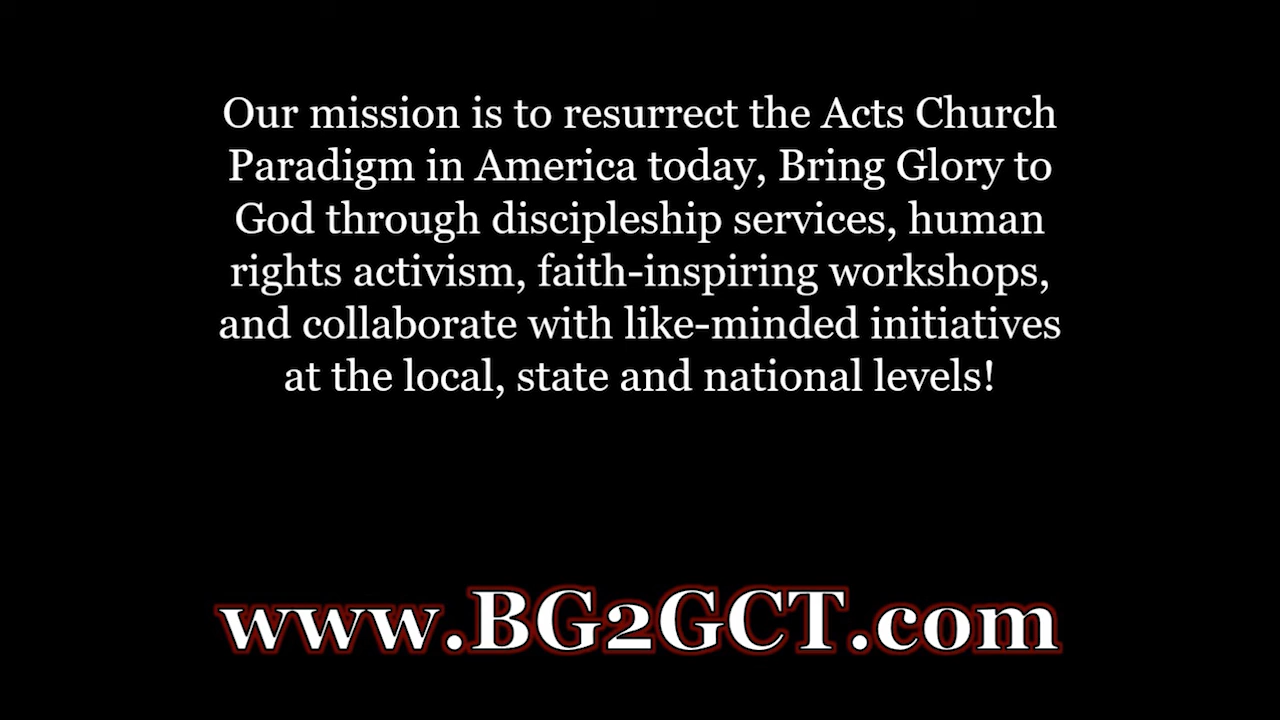 Our mission is to resurrect the Acts Church
Paradigm in America today, Bring Glory to
God through discipleship services, human
rights activism, faith-inspiring workshops,
and collaborate with like-minded initiatives
at the local, state and national levels!
www.BG2GCT.com